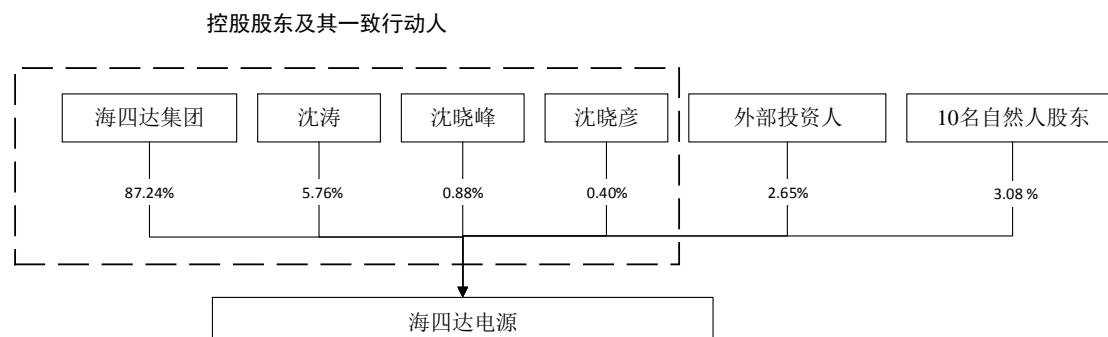 控股股东及其一致行动人
海四达集团 沈涛 沈晓峰 沈晓彦 外部投资人 10名自然人股东
87.24% 5.76% 0.88% 0.40% 2.65% 3.08 %
海四达电源